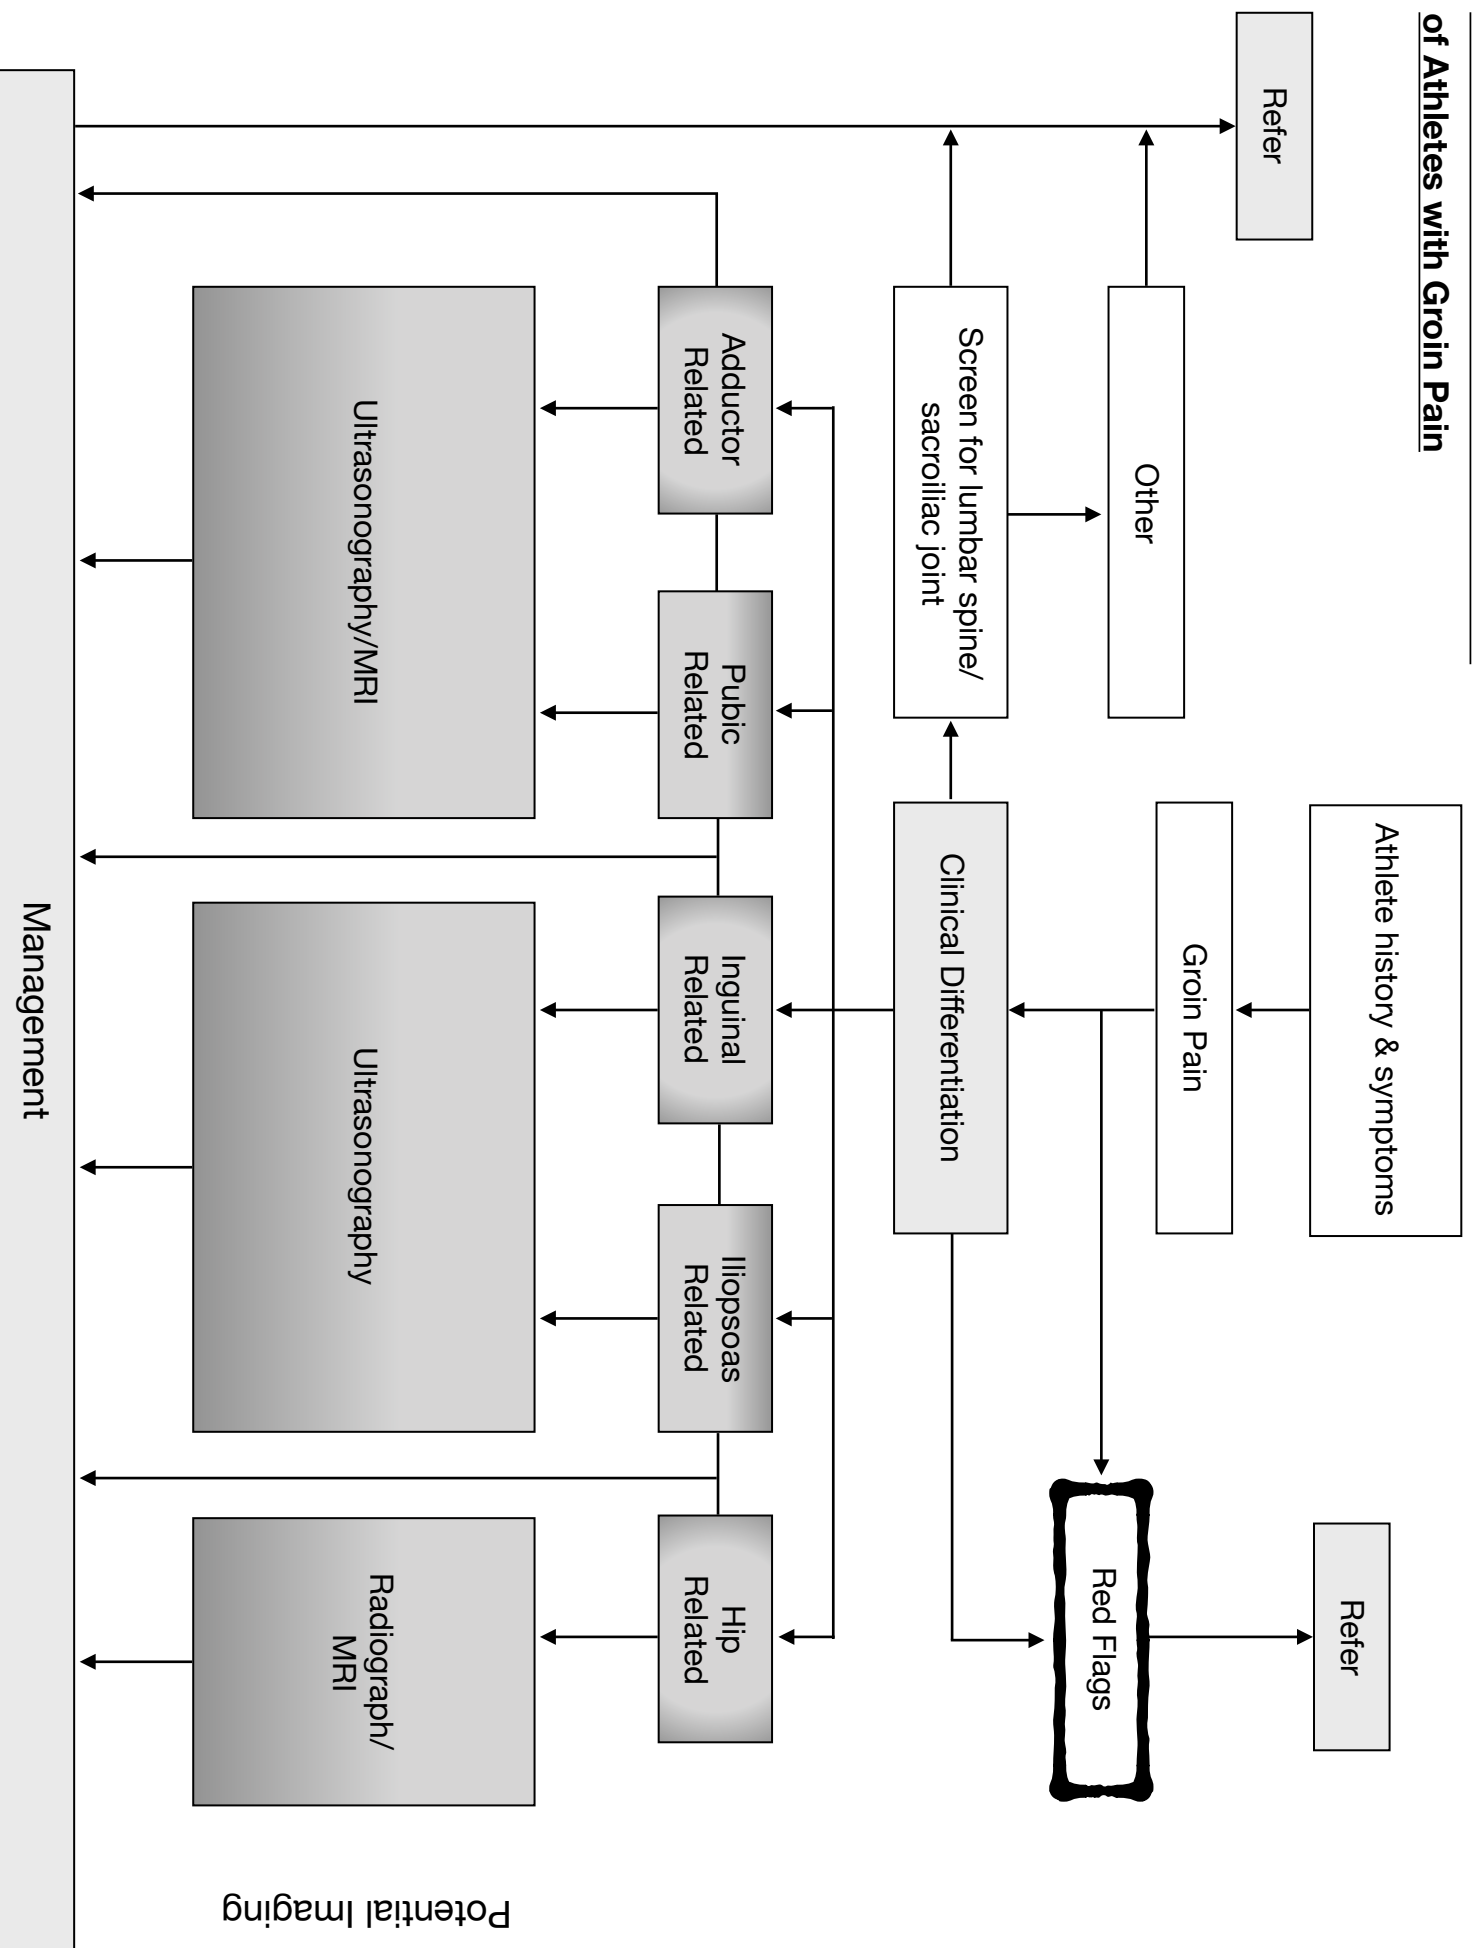 of Athletes with Groin Pain
Athlete history & symptoms
Refer
Refer
Groin Pain
Other
Red Flags
Screen for lumbar spine/
sacroiliac joint
Clinical Differentiation
Adductor
Related
Pubic
Related
Inguinal
Related
Iliopsoas
Related
Hip
Related
Ultrasonography/MRI
Ultrasonography
Radiograph/
MRI
Potential Imaging
Management